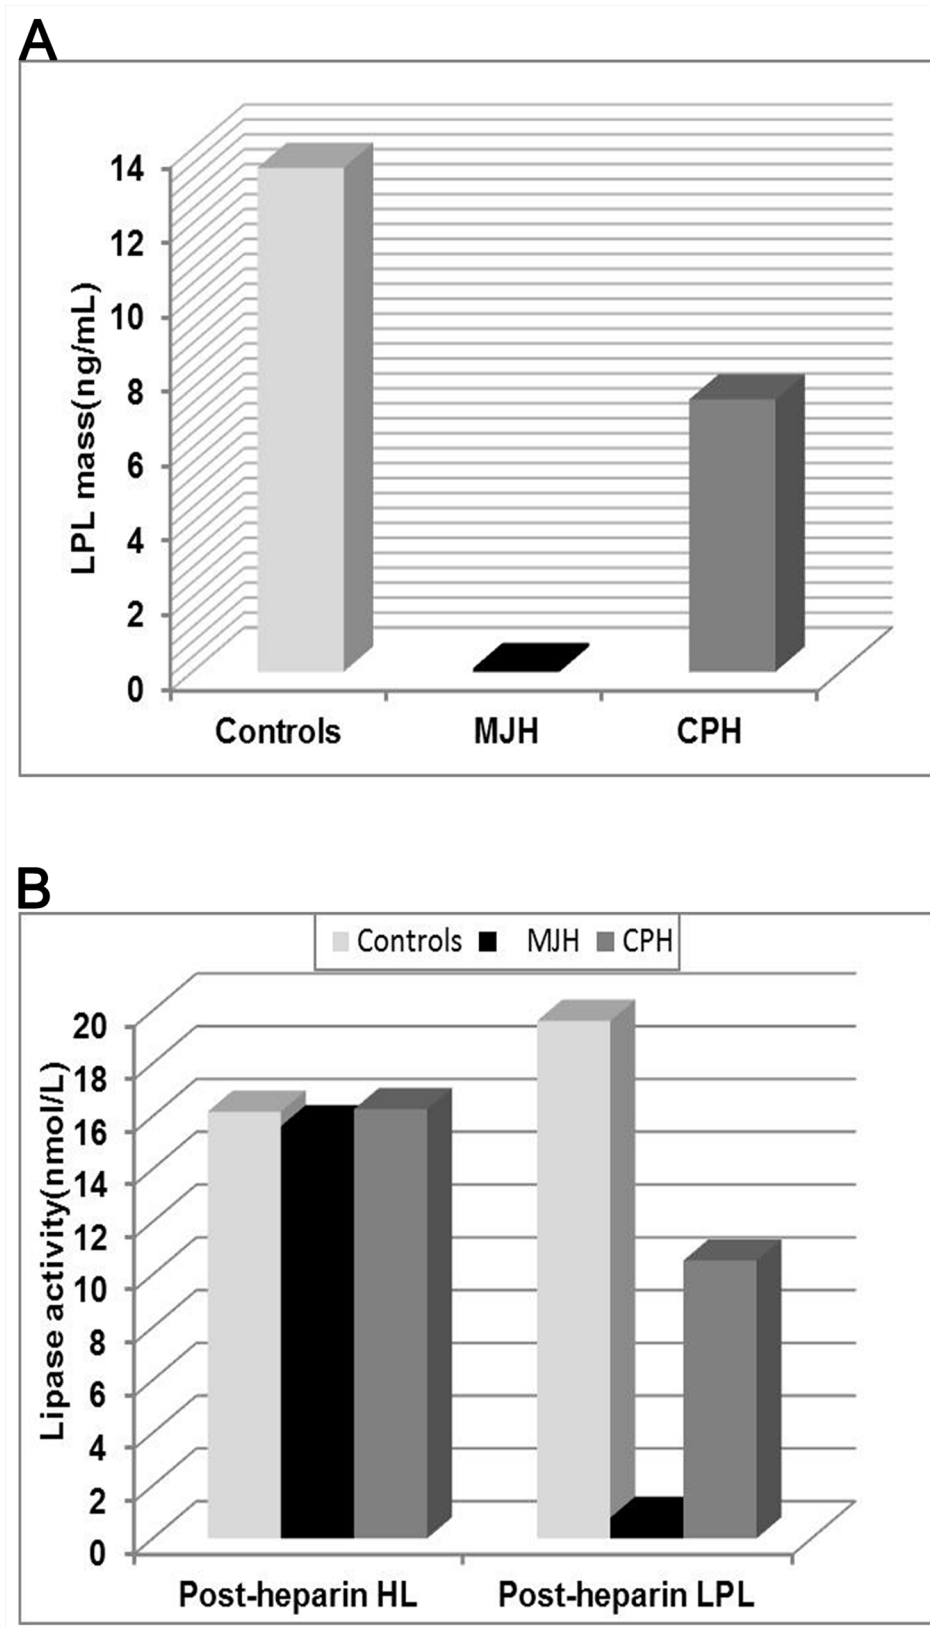 A
14
12
10
8
6
4
2
0
LPL mass(ng/mL)
Controls MJH CPH
B
Controls MJH CPH
20
18
16
14
12
10
8
6
4
2
0
Lipase activity(nmol/L)
Post-heparin HL Post-heparin LPL